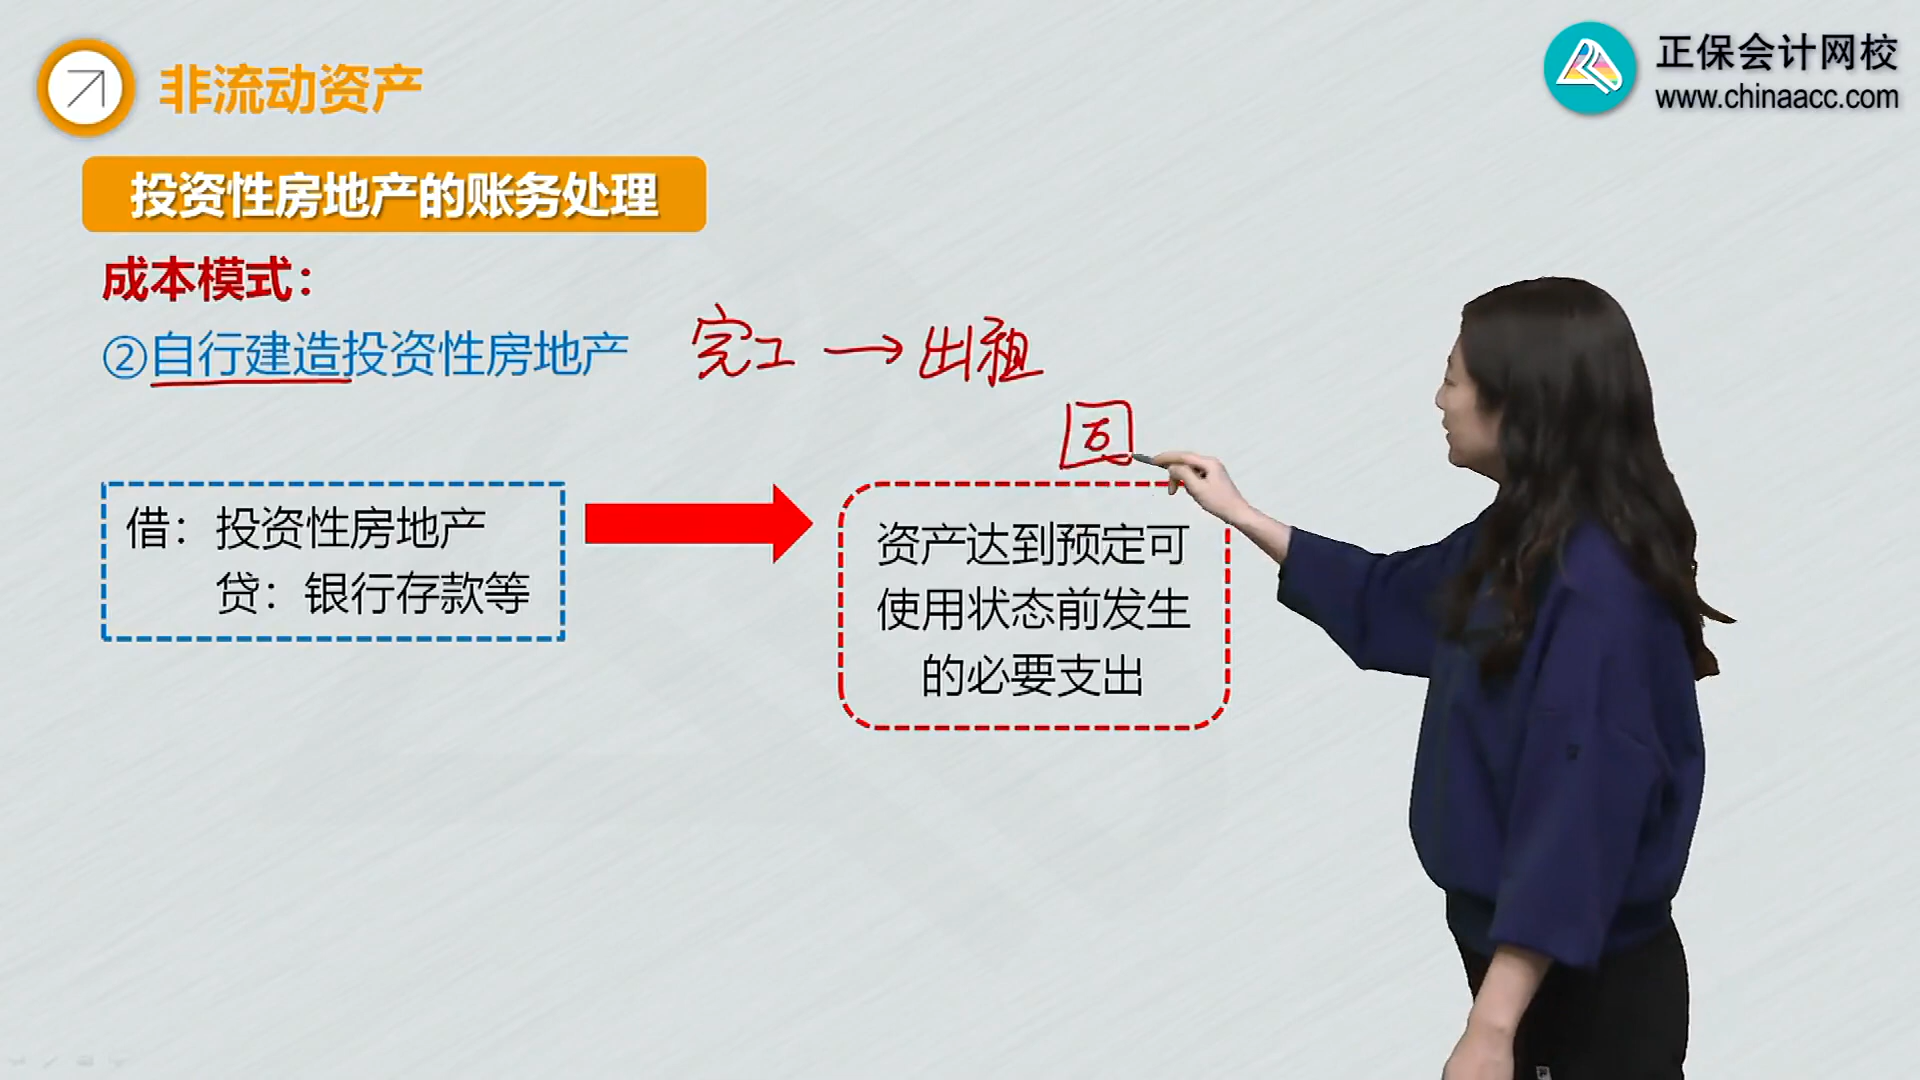 非流动资产
正保会计网校
www.chinaacc.com
投资性房地产的账务处理
成本模式：
②自行建造投资性房地产
完工 → 出租
借：投资性房地产
贷：银行存款等
资产达到预定可
使用状态前发生
的必要支出